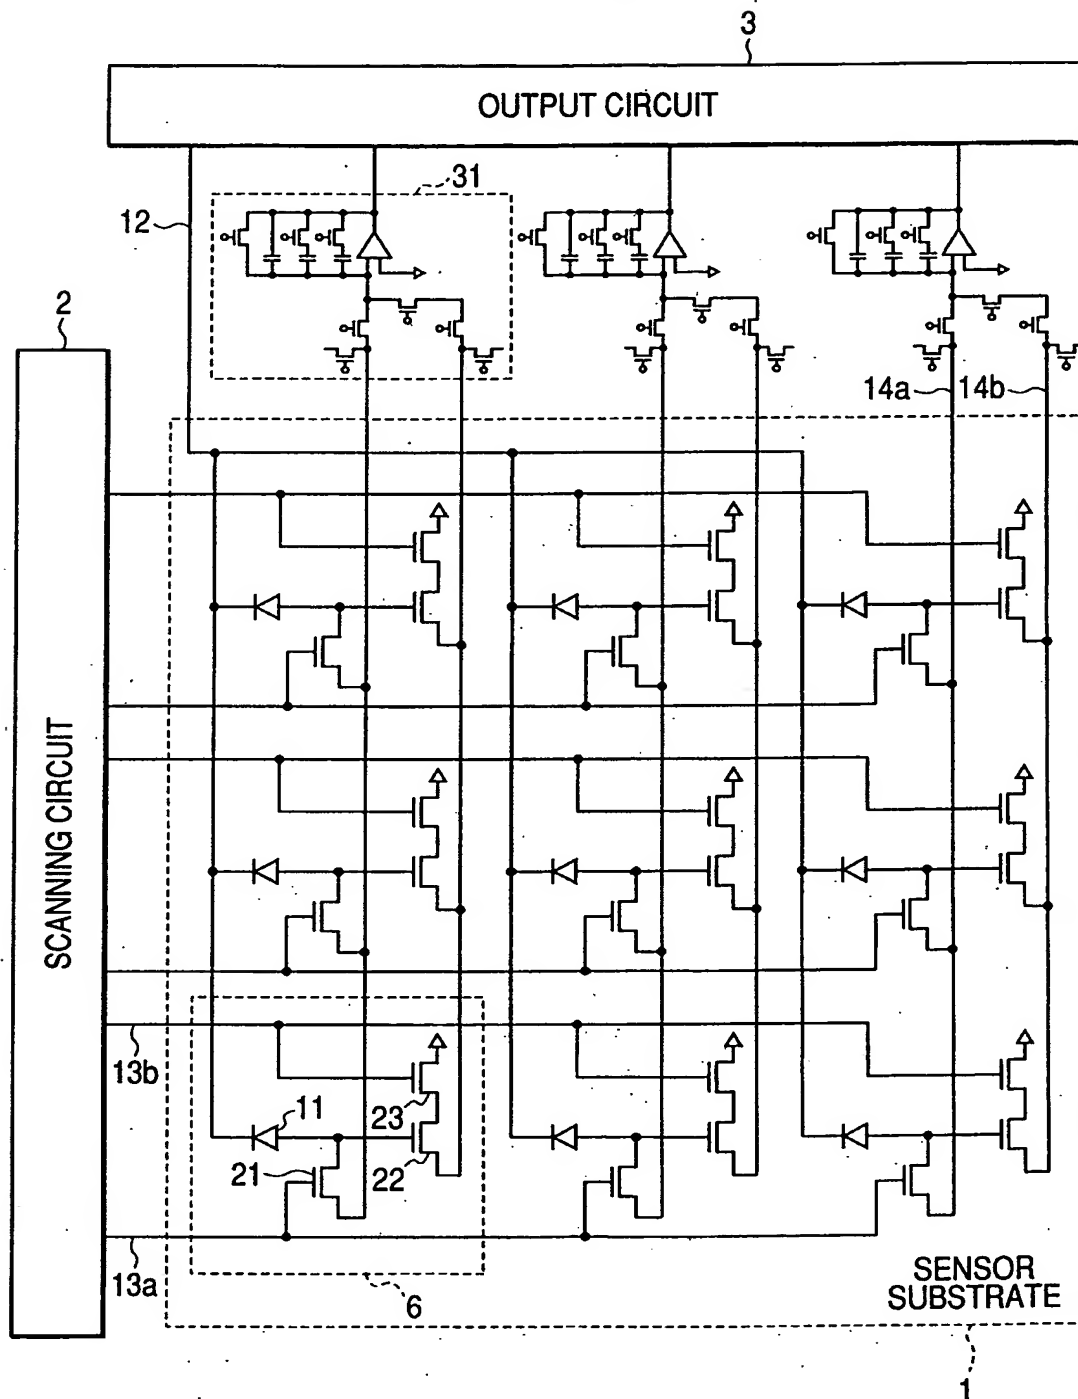 3
OUTPUT CIRCUIT
31
12
2
14a
14b
SCANNING CIRCUIT
13b
11
23
21
22
13a
6
SENSOR
SUBSTRATE
1